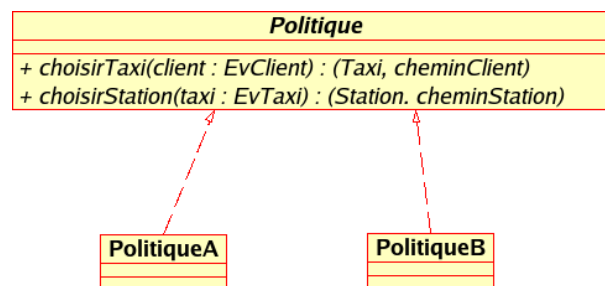 Politique
+ choisirTaxi(client : EvClient) : (Taxi, cheminClient)
+ choisirStation(taxi : EvTaxi) : (Station. cheminStation)
PolitiqueA
PolitiqueB